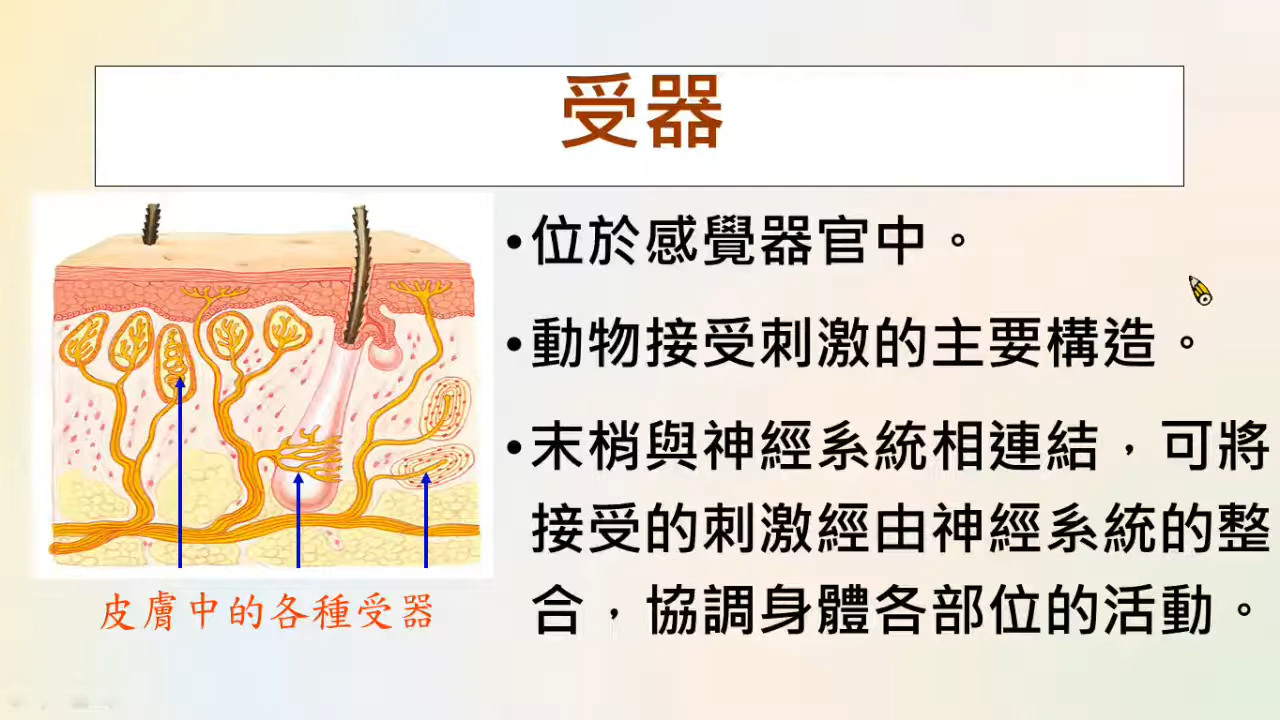 受器
•位於感覺器官中。
•動物接受刺激的主要構造。
•末梢與神經系統相連結，可將
接受的刺激經由神經系統的整
合，協調身體各部位的活動。
皮膚中的各種受器